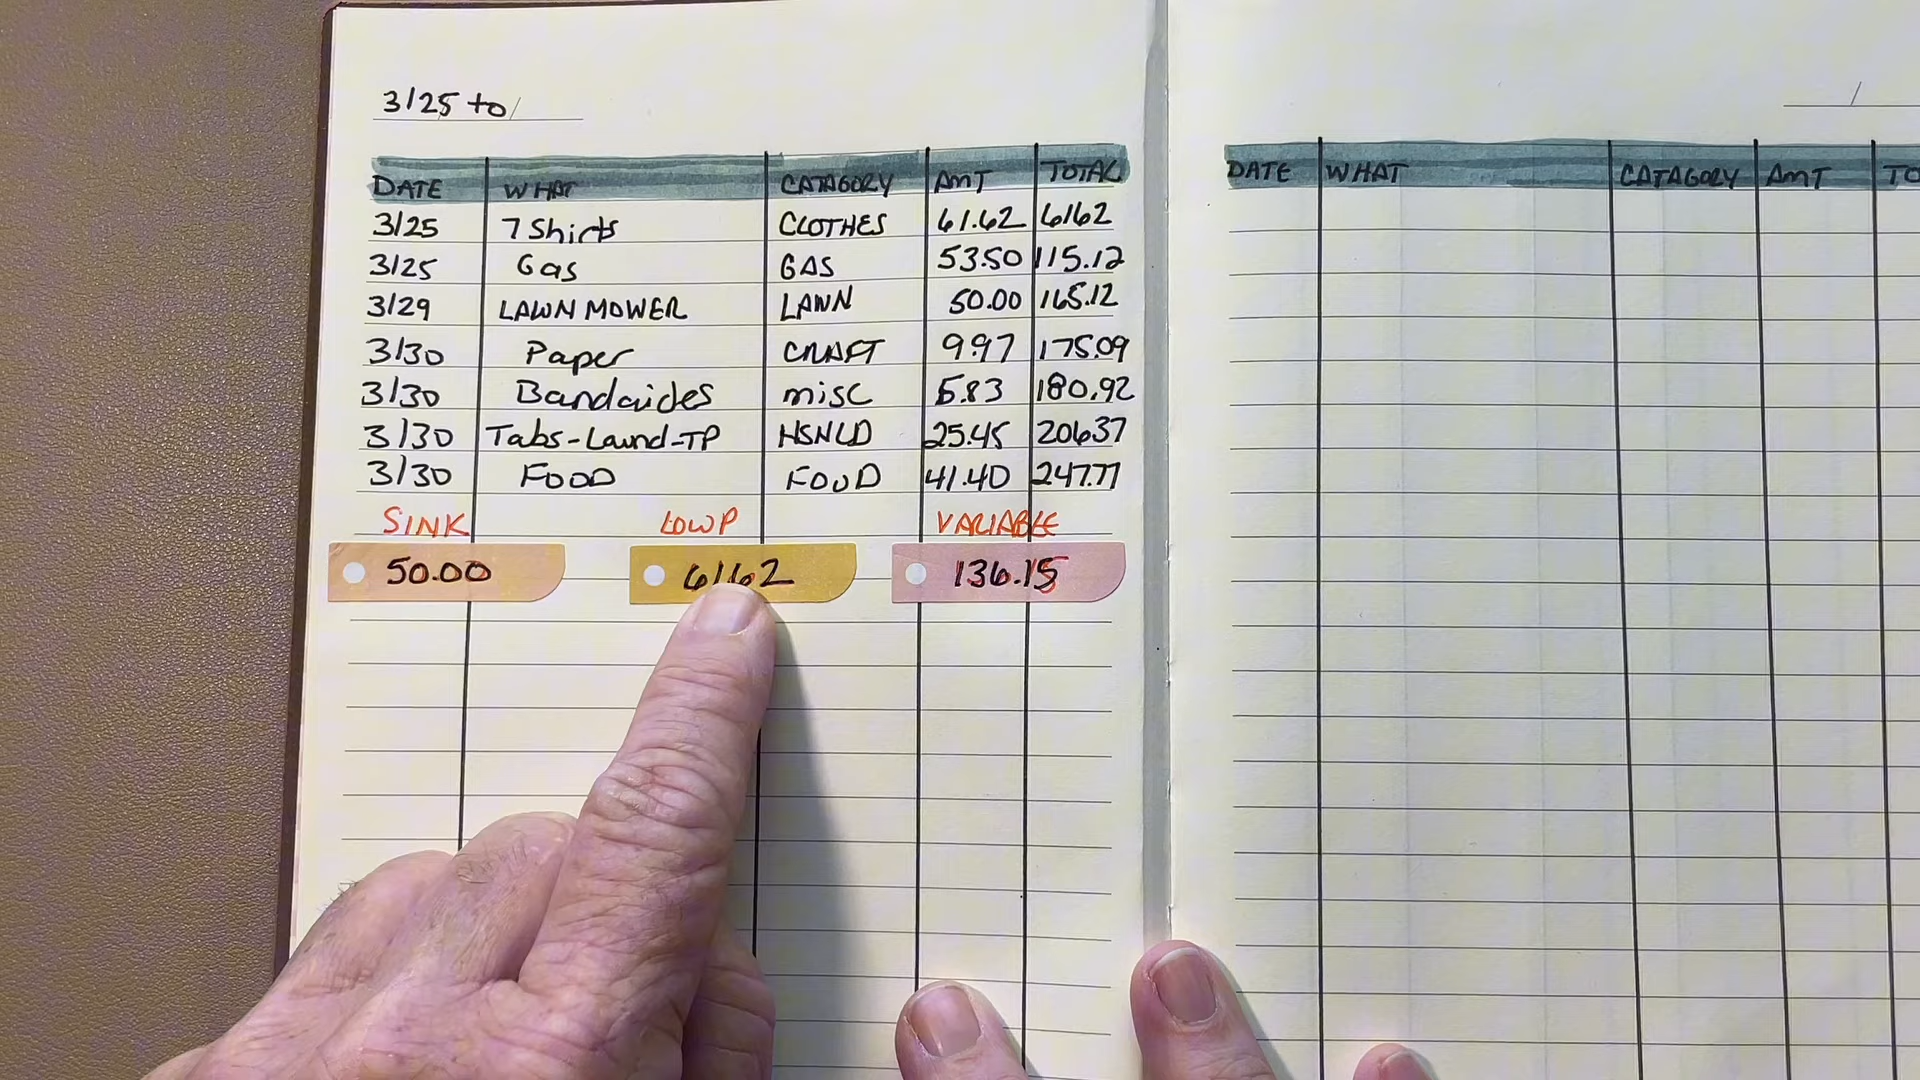 3/25 to /
DATE WHAT CATAGORY AMT TOTAL
3/25 7 Shirts CLOTHES 61.62 6162
3/25 Gas GAS 53.50 115.12
3/29 LAWN MOWER LAWN 50.00 165.12
3/30 Paper CRAFT 9.97 175.09
3/30 Bandaides misc 5.83 180.92
3/30 Tabs-Laund-TP HSHLD 25.45 206.37
3/30 FOOD FOOD 41.40 247.77
SINK LOWP VARIABLE
50.00 6162 136.15
/
DATE WHAT CATAGORY AMT TO